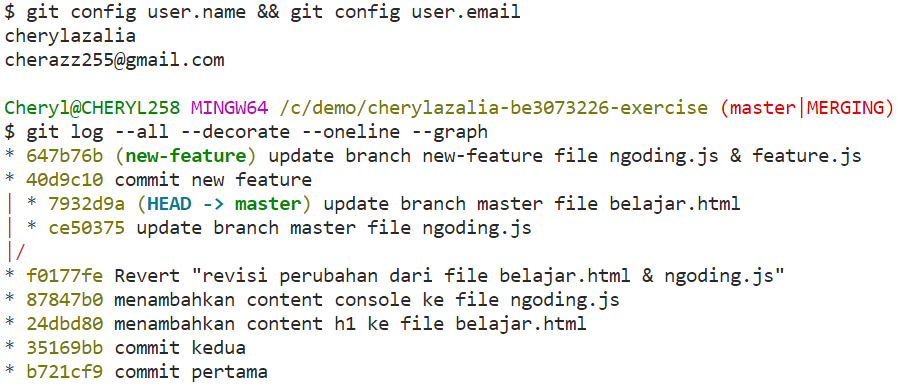 $ git config user.name && git config user.email
cherylazalia
cherazz255@gmail.com
Cheryl@CHERYL258 MINGW64 /c/demo/cherylazalia-be3073226-exercise (master|MERGING)
$ git log --all --decorate --oneline --graph
* 647b76b (new-feature) update branch new-feature file ngoding.js & feature.js
* 40d9c10 commit new feature
| * 7932d9a (HEAD -> master) update branch master file belajar.html
| * ce50375 update branch master file ngoding.js
|/
* f0177fe Revert "revisi perubahan dari file belajar.html & ngoding.js"
* 87847b0 menambahkan content console ke file ngoding.js
* 24dbd80 menambahkan content h1 ke file belajar.html
* 35169bb commit kedua
* b721cf9 commit pertama